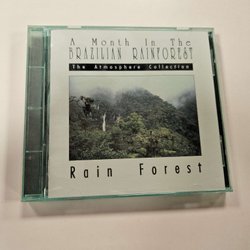 A Month In The
BRAZILIAN RAINFOREST
The Atmosphere Collection
Rain Forest